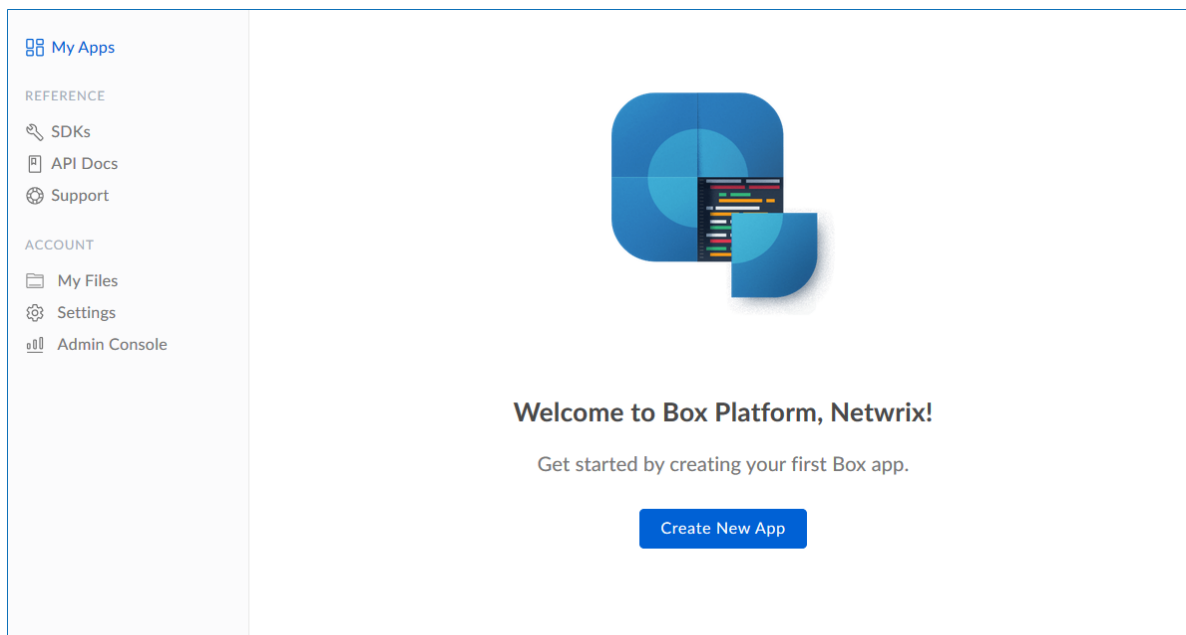 My Apps
REFERENCE
SDKs
API Docs
Support
ACCOUNT
My Files
Settings
Admin Console
Welcome to Box Platform, Netwrix!
Get started by creating your first Box app.
Create New App